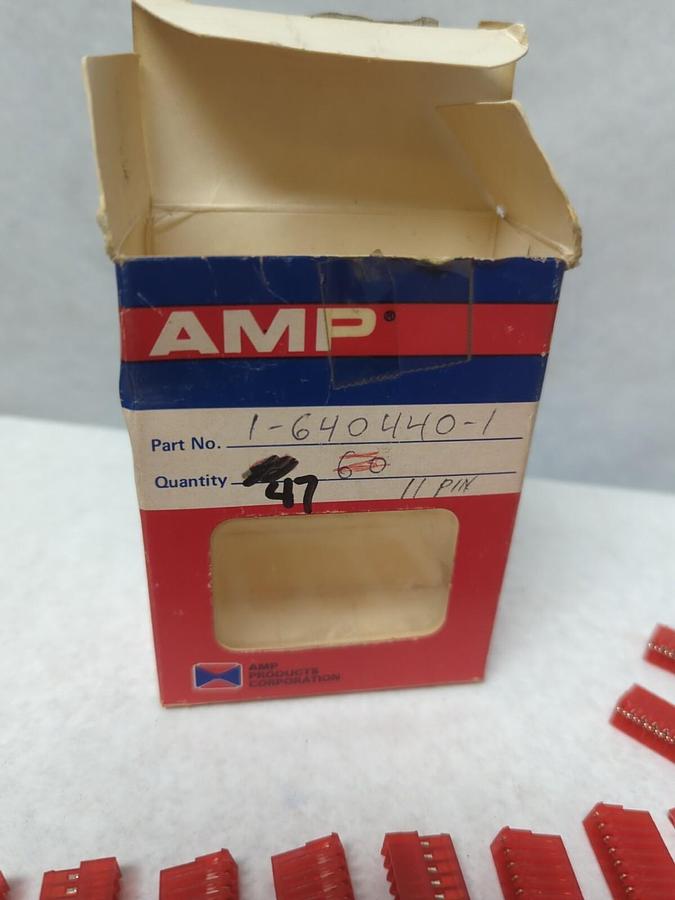 AMP®
Part No. 1-640440-1
Quantity 47 60 11 PIN
AMP
PRODUCTS
CORPORATION